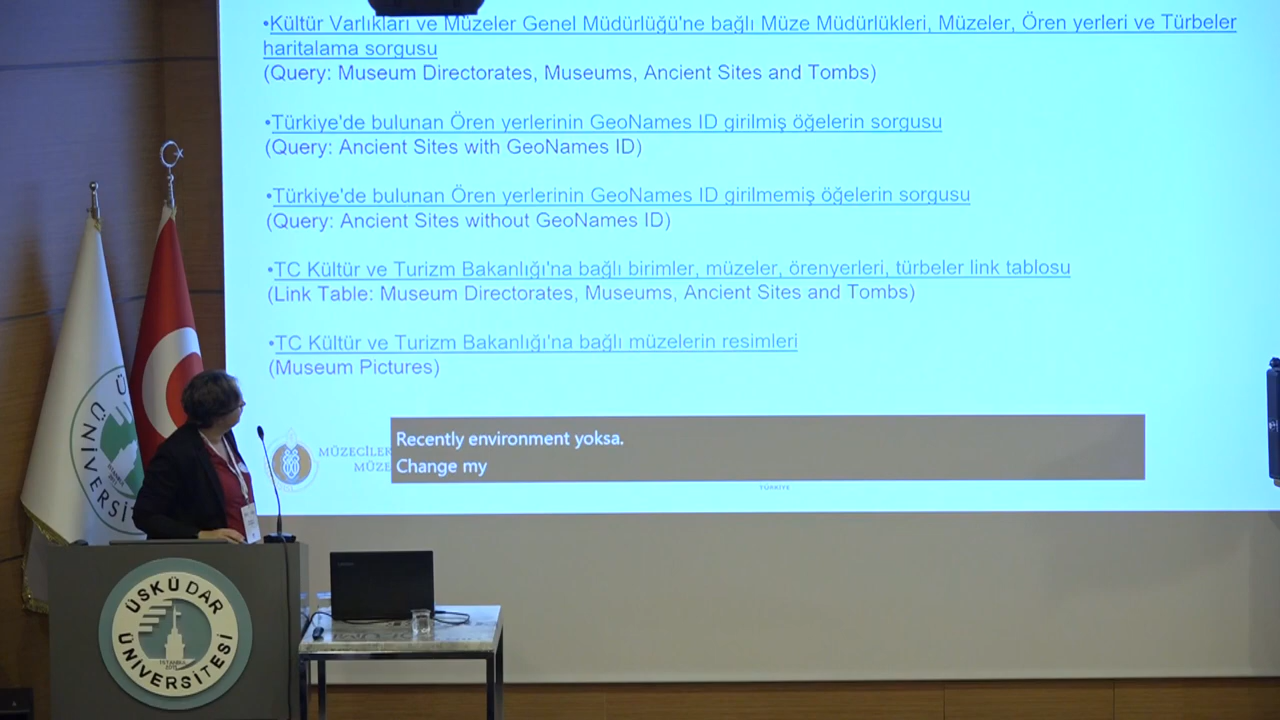 •Kültür Varlıkları ve Müzeler Genel Müdürlüğü'ne bağlı Müze Müdürlükleri, Müzeler, Ören yerleri ve Türbeler
haritalama sorgusu
(Query: Museum Directorates, Museums, Ancient Sites and Tombs)
•Türkiye'de bulunan Ören yerlerinin GeoNames ID girilmiş öğelerin sorgusu
(Query: Ancient Sites with GeoNames ID)
•Türkiye'de bulunan Ören yerlerinin GeoNames ID girilmemiş öğelerin sorgusu
(Query: Ancient Sites without GeoNames ID)
•TC Kültür ve Turizm Bakanlığı'na bağlı birimler, müzeler, örenyerleri, türbeler link tablosu
(Link Table: Museum Directorates, Museums, Ancient Sites and Tombs)
•TC Kültür ve Turizm Bakanlığı'na bağlı müzelerin resimleri
(Museum Pictures)
MÜZECİLER
MÜZE
Recently environment yoksa.
Change my
TÜRKİYE
ÜSKÜDAR
ÜNİVERSİTESİ
İSTANBUL